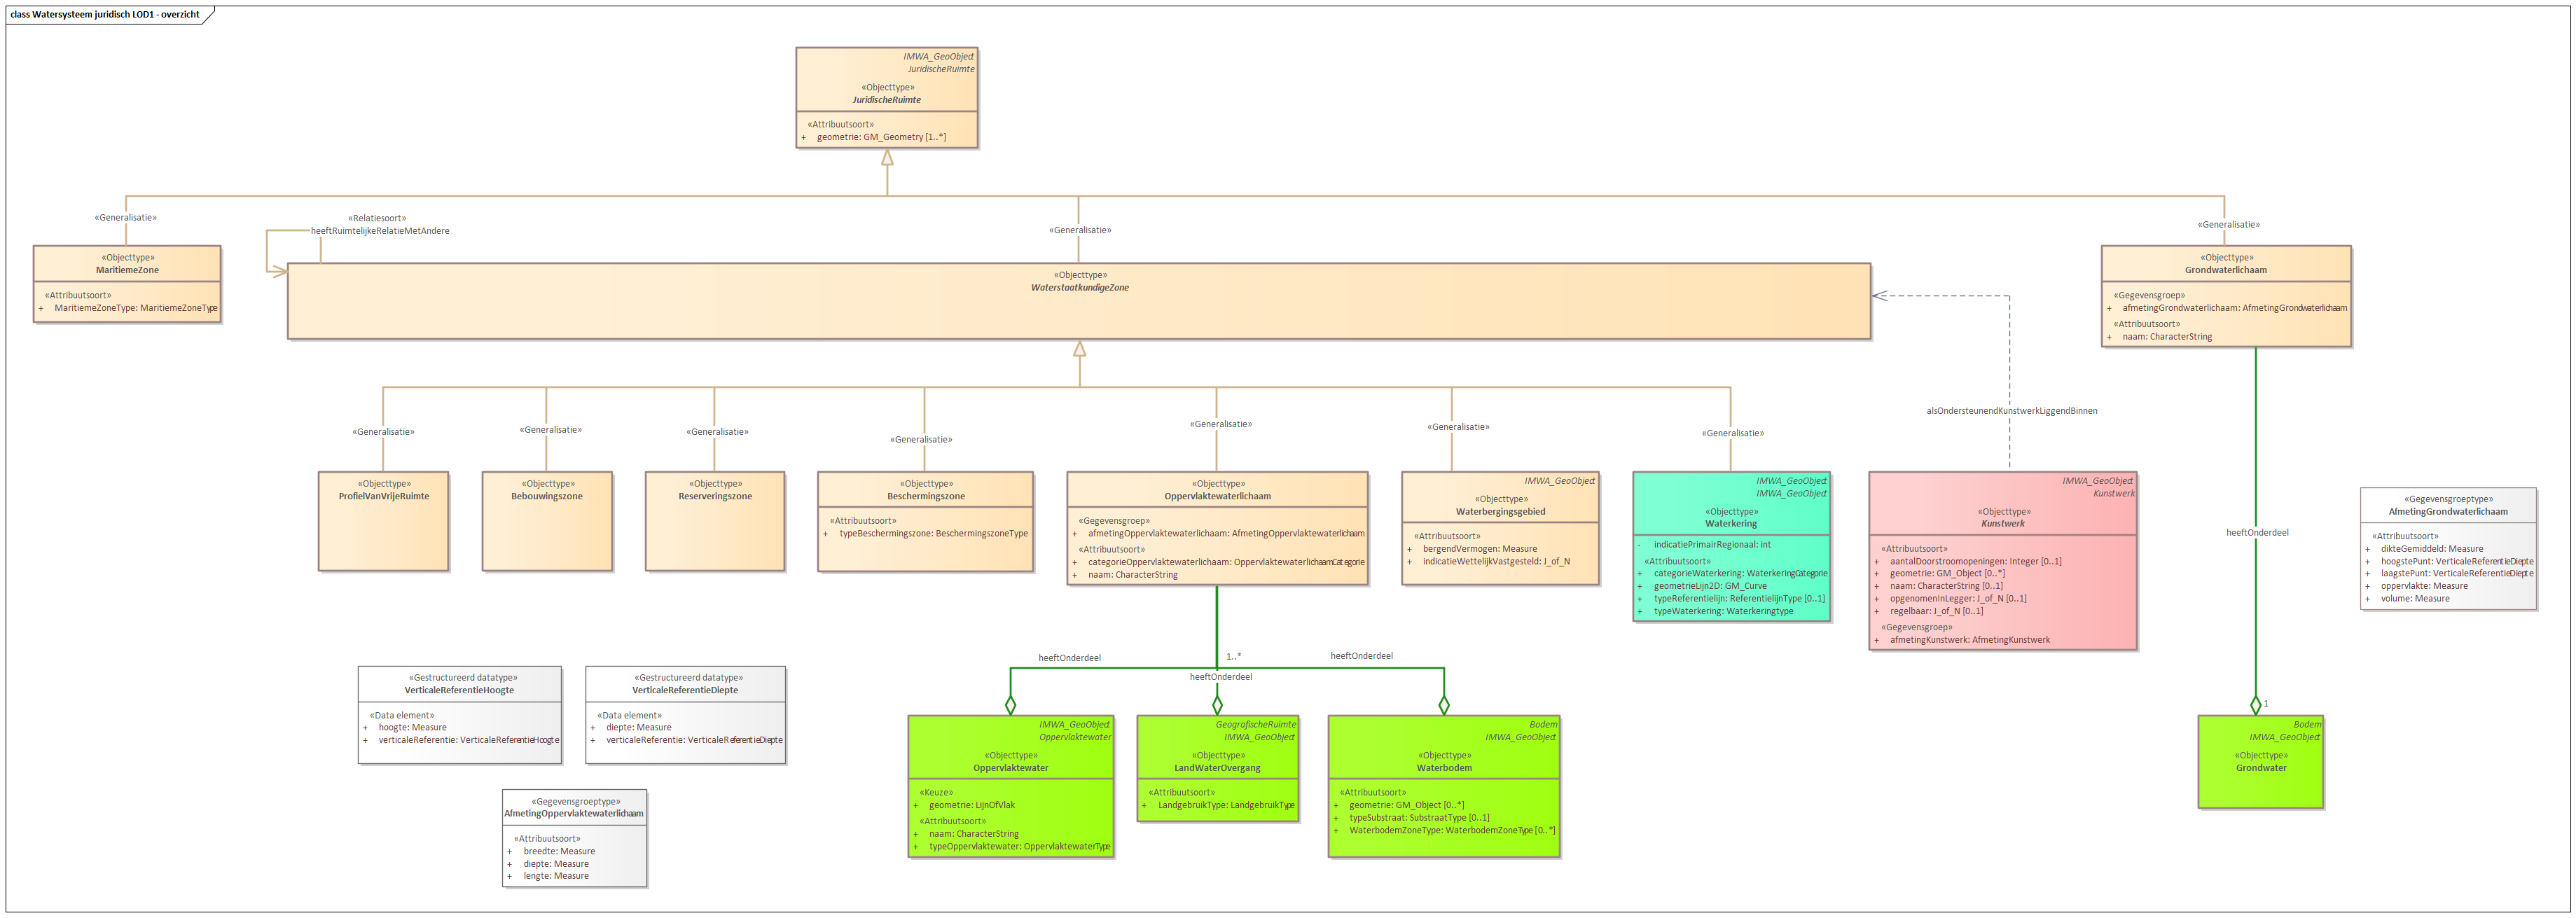 class Watersysteem juridisch LOD1 - overzicht
IMWA_GeoObject
JuridischeRuimte
«Objecttype»
JuridischeRuimte
«Attribuutsoort»
+ geometrie: GM_Geometry [1..*]
«Generalisatie»
«Relatiesoort»
heeftRuimtelijkeRelatieMetAndere
«Generalisatie»
«Generalisatie»
«Objecttype»
MaritiemeZone
«Attribuutsoort»
+ MaritiemeZoneType: MaritiemeZoneType
«Objecttype»
WaterstaatkundigeZone
«Objecttype»
Grondwaterlichaam
«Gegevensgroep»
+ afmetingGrondwaterlichaam: AfmetingGrondwaterlichaam
«Attribuutsoort»
+ naam: CharacterString
alsOndersteunendKunstwerkLiggendBinnen
«Generalisatie»
«Generalisatie»
«Generalisatie»
«Generalisatie»
«Generalisatie»
«Generalisatie»
«Generalisatie»
«Objecttype»
ProfielVanVrijeRuimte
«Objecttype»
Bebouwingszone
«Objecttype»
Reserveringszone
«Objecttype»
Beschermingszone
«Attribuutsoort»
+ typeBeschermingszone: BeschermingszoneType
«Objecttype»
Oppervlaktewaterlichaam
«Gegevensgroep»
+ afmetingOppervlaktewaterlichaam: AfmetingOppervlaktewaterlichaam
«Attribuutsoort»
+ categorieOppervlaktewaterlichaam: OppervlaktewaterlichaamCategorie
+ naam: CharacterString
IMWA_GeoObject
«Objecttype»
Waterbergingsgebied
«Attribuutsoort»
+ bergendVermogen: Measure
+ indicatieWettelijkVastgesteld: J_of_N
IMWA_GeoObject
IMWA_GeoObject
«Objecttype»
Waterkering
- indicatiePrimairRegionaal: int
«Attribuutsoort»
+ categorieWaterkering: WaterkeringCategorie
+ geometrieLijn2D: GM_Curve
+ typeReferentielijn: ReferentielijnType [0..1]
+ typeWaterkering: Waterkeringtype
IMWA_GeoObject
Kunstwerk
«Objecttype»
Kunstwerk
«Attribuutsoort»
+ aantalDoorstroomopeningen: Integer [0..1]
+ geometrie: GM_Object [0..*]
+ naam: CharacterString [0..1]
+ opgenomenInLegger: J_of_N [0..1]
+ regelbaar: J_of_N [0..1]
«Gegevensgroep»
+ afmetingKunstwerk: AfmetingKunstwerk
«Gegevensgroeptype»
AfmetingGrondwaterlichaam
«Attribuutsoort»
+ dikteGemiddeld: Measure
+ hoogstePunt: VerticaleReferentieDiepte
+ laagstePunt: VerticaleReferentieDiepte
+ oppervlakte: Measure
+ volume: Measure
heeftOnderdeel
heeftOnderdeel
1..*
heeftOnderdeel
heeftOnderdeel
1
«Gestructureerd datatype»
VerticaleReferentieHoogte
«Data element»
+ hoogte: Measure
+ verticaleReferentie: VerticaleReferentieHoogte
«Gestructureerd datatype»
VerticaleReferentieDiepte
«Data element»
+ diepte: Measure
+ verticaleReferentie: VerticaleReferentieDiepte
«Gegevensgroeptype»
AfmetingOppervlaktewaterlichaam
«Attribuutsoort»
+ breedte: Measure
+ diepte: Measure
+ lengte: Measure
IMWA_GeoObject
Oppervlaktewater
«Objecttype»
Oppervlaktewater
«Keuze»
+ geometrie: LijnOfVlak
«Attribuutsoort»
+ naam: CharacterString
+ typeOppervlaktewater: OppervlaktewaterType
GeografischeRuimte
IMWA_GeoObject
«Objecttype»
LandWaterOvergang
«Attribuutsoort»
+ LandgebruikType: LandgebruikType
Bodem
IMWA_GeoObject
«Objecttype»
Waterbodem
«Attribuutsoort»
+ geometrie: GM_Object [0..*]
+ typeSubstraat: SubstraatType [0..1]
+ WaterbodemZoneType: WaterbodemZoneType [0..*]
Bodem
IMWA_GeoObject
«Objecttype»
Grondwater